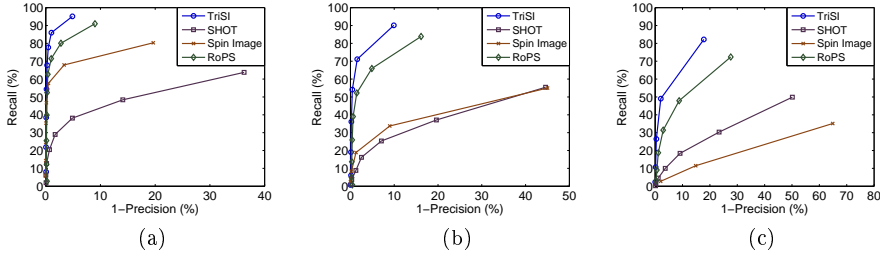 100
90
80
70
60
50
40
30
20
10
0
Recall (%)
0 10 20 30 40
1−Precision (%)
TriSI
SHOT
Spin Image
RoPS
(a)
100
90
80
70
60
50
40
30
20
10
0
Recall (%)
0 10 20 30 40 50
1−Precision (%)
TriSI
SHOT
Spin Image
RoPS
(b)
100
90
80
70
60
50
40
30
20
10
0
Recall (%)
0 10 20 30 40 50 60 70 80
1−Precision (%)
TriSI
SHOT
Spin Image
RoPS
(c)